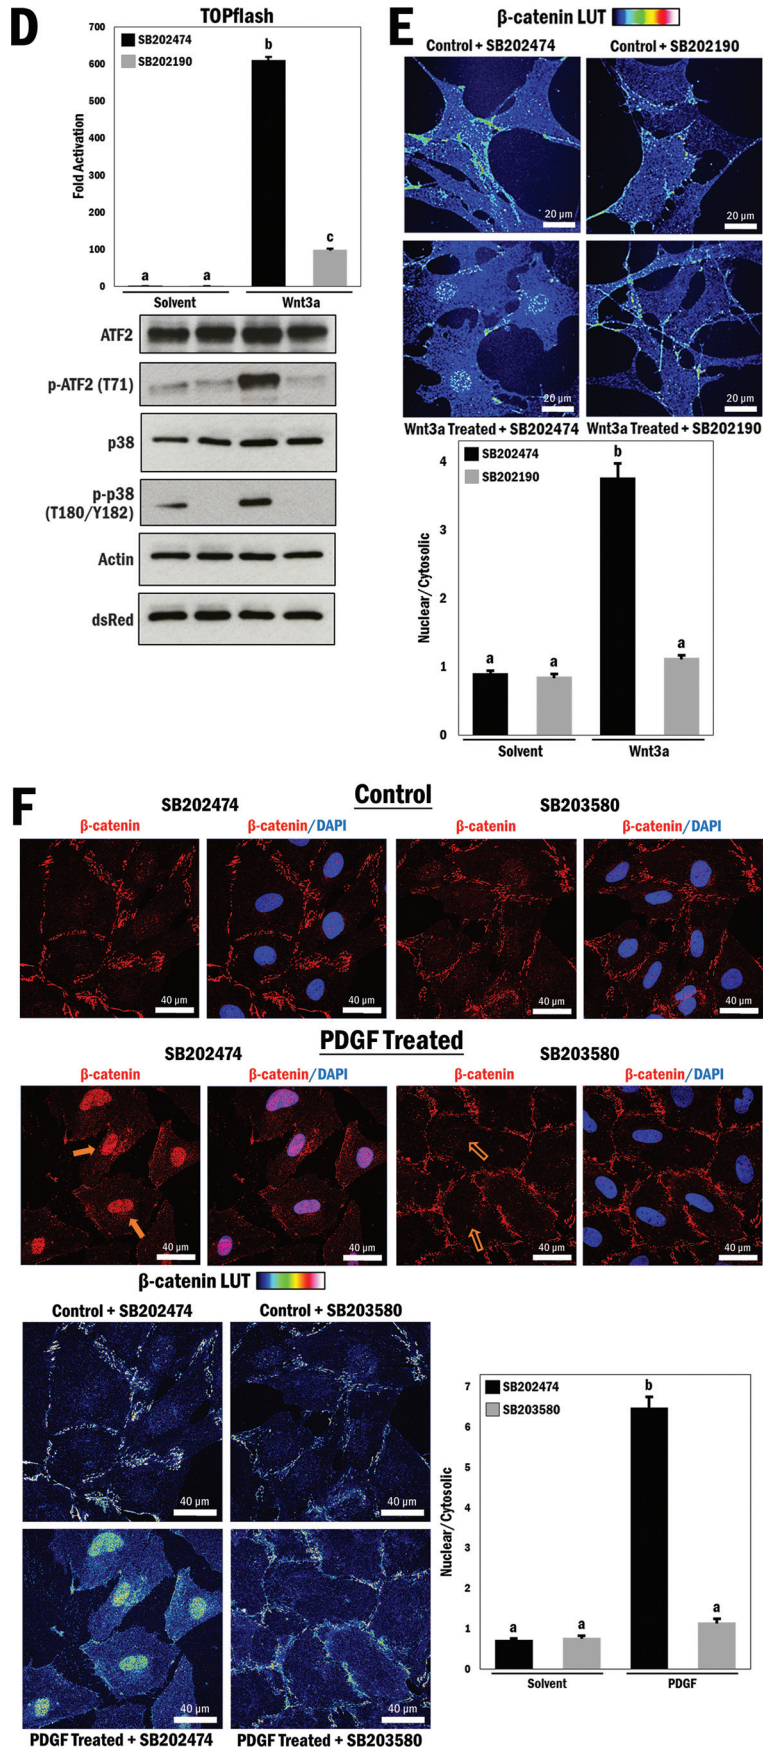 D
TOPflash
SB202474
SB202190
Fold Activation
700
600
500
400
300
200
100
0
a
a
b
c
Solvent
Wnt3a
ATF2
p-ATF2 (T71)
p38
p-p38
(T180/Y182)
Actin
dsRed
E
β-catenin LUT
Control + SB202474
Control + SB202190
20 μm
20 μm
20 μm
20 μm
Wnt3a Treated + SB202474
Wnt3a Treated + SB202190
SB202474
SB202190
Nuclear/Cytosolic
4
3
2
1
0
a
a
b
a
Solvent
Wnt3a
F
Control
SB202474
SB203580
β-catenin
β-catenin/DAPI
β-catenin
β-catenin/DAPI
40 μm
40 μm
40 μm
40 μm
PDGF Treated
SB202474
SB203580
β-catenin
β-catenin/DAPI
β-catenin
β-catenin/DAPI
40 μm
40 μm
40 μm
40 μm
β-catenin LUT
Control + SB202474
Control + SB203580
40 μm
40 μm
40 μm
40 μm
PDGF Treated + SB202474
PDGF Treated + SB203580
SB202474
SB203580
Nuclear/Cytosolic
7
6
5
4
3
2
1
0
a
a
b
a
Solvent
PDGF